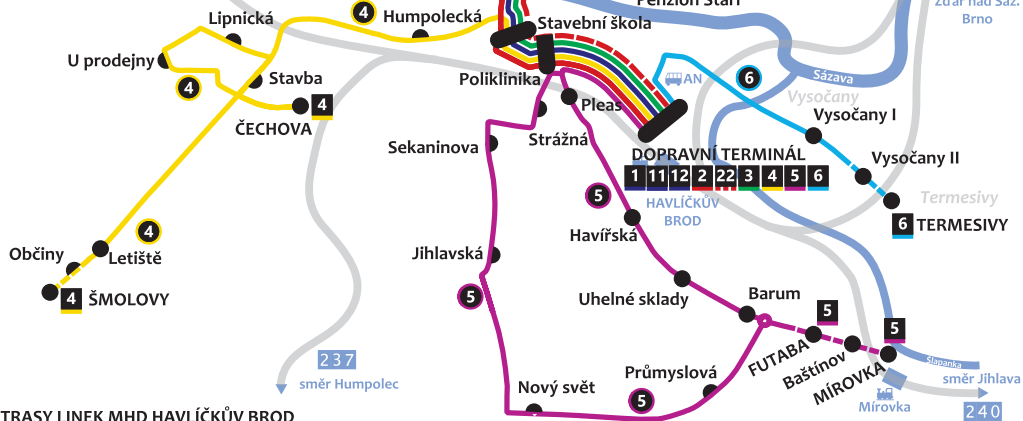 Penzion Starr
Žďár nad Sáz.
Brno
Lipnická
4
Humpolecká
Stavební škola
U prodejny
4
Stavba
4
ČECHOVA
Poliklinika
Pleas
Strážná
Sekaninova
AN
6
Sázava
Vysočany
Vysočany I
Vysočany II
DOPRAVNÍ TERMINÁL
1 11 12 2 22 3 4 5 6
HAVLÍČKŮV
BROD
Termesivy
6 TERMESIVY
5
Havířská
4
Občiny
Letiště
4 ŠMOLOVY
Jihlavská
5
Uhelné sklady
Barum
5
5
FUTABA
Baštínov
MÍROVKA
Šlapanka
směr Jihlava
240
Mírovka
237
směr Humpolec
Nový svět
Průmyslová
5
TRASY LINEK MHD HAVLÍČKŮV BROD